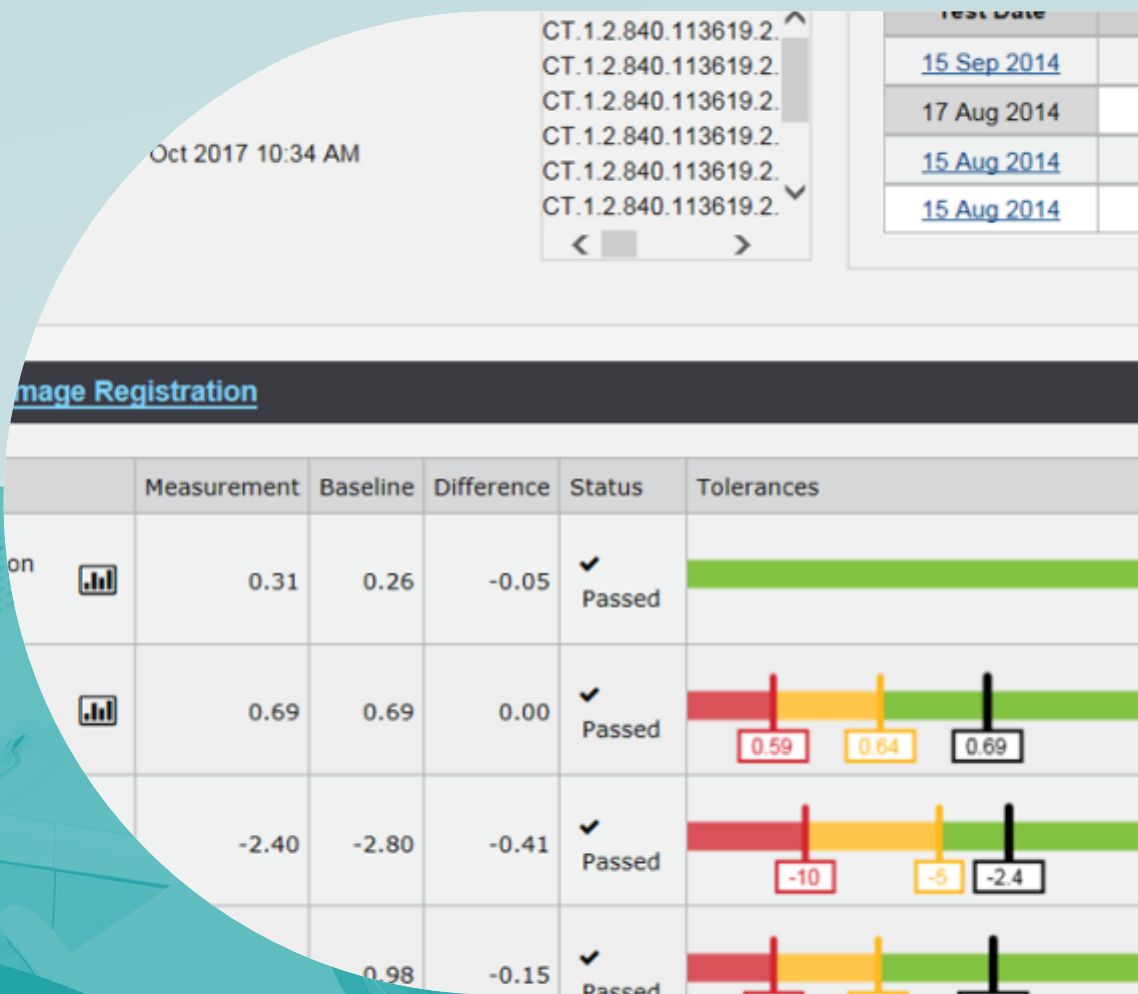 CT.1.2.840.113619.2.
CT.1.2.840.113619.2.
CT.1.2.840.113619.2.
CT.1.2.840.113619.2.
CT.1.2.840.113619.2.
CT.1.2.840.113619.2.
Oct 2017 10:34 AM
Test Date
15 Sep 2014
17 Aug 2014
15 Aug 2014
15 Aug 2014
mage Registration
Measurement Baseline Difference Status Tolerances
on 0.31 0.26 -0.05 Passed
0.69 0.69 0.00 Passed
0.59 0.64 0.69
-2.40 -2.80 -0.41 Passed
-10 -5 -2.4
0.98 -0.15 Passed